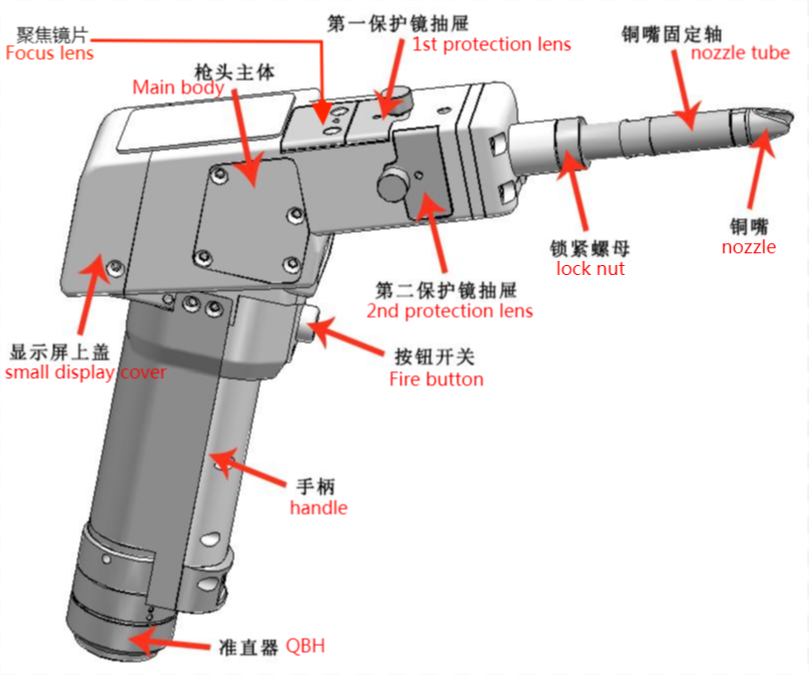 聚焦镜片
Focus lens
第一保护镜抽屉
1st protection lens
铜嘴固定轴
nozzle tube
枪头主体
Main body
铜嘴
nozzle
锁紧螺母
lock nut
第二保护镜抽屉
2nd protection lens
显示屏上盖
small display cover
按钮开关
Fire button
手柄
handle
准直器 QBH